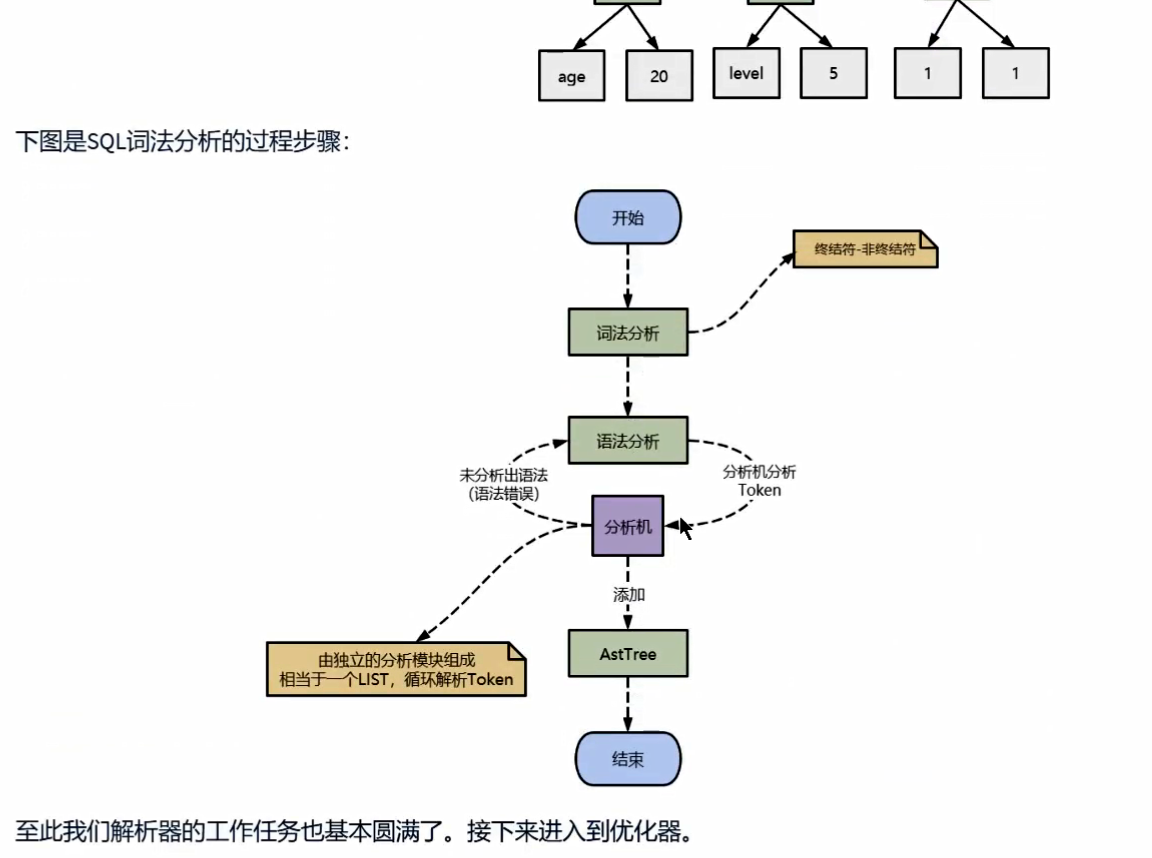 age
20
level
5
1
1
下图是SQL词法分析的过程步骤：
开始
终结符-非终结符
词法分析
语法分析
未分析出语法
（语法错误）
分析机分析
Token
分析机
添加
由独立的分析模块组成
相当于一个LIST，循环解析Token
AstTree
结束
至此我们解析器的工作任务也基本圆满了。接下来进入到优化器。